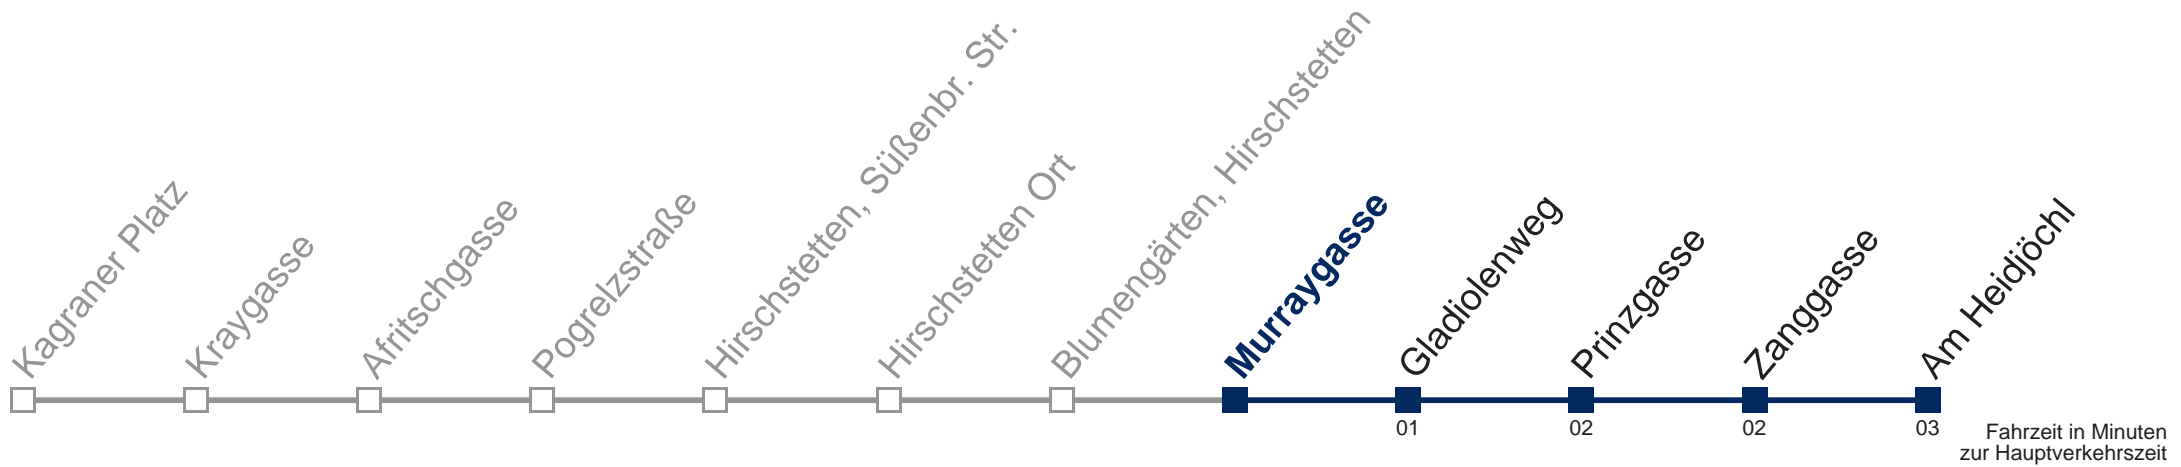 Kagraner Platz
Kraygasse
Afritschgasse
Pogrelzstraße
Hirschstetten, Süßenbr. Str.
Hirschstetten Ort
Blumengärten, Hirschstetten
Murraygasse
Gladiolenweg
Prinzgasse
Zanggasse
Am Heidjöchl
01
02
02
03
Fahrzeit in Minuten
zur Hauptverkehrszeit